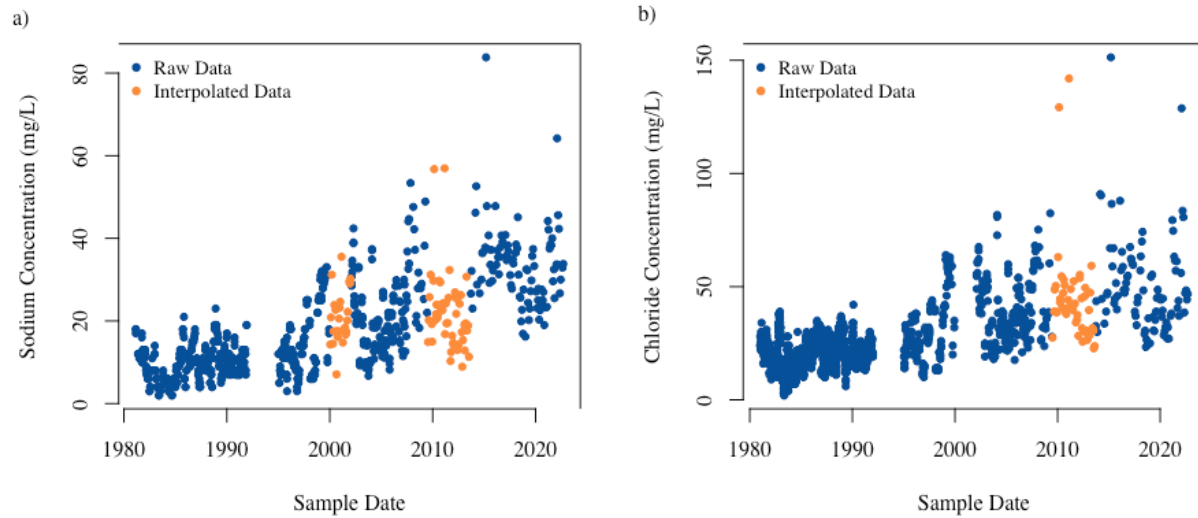 a)
Raw Data
Interpolated Data
Sodium Concentration (mg/L)
0
20
40
60
80
1980
1990
2000
2010
2020
Sample Date
b)
Raw Data
Interpolated Data
Chloride Concentration (mg/L)
0
50
100
150
1980
1990
2000
2010
2020
Sample Date